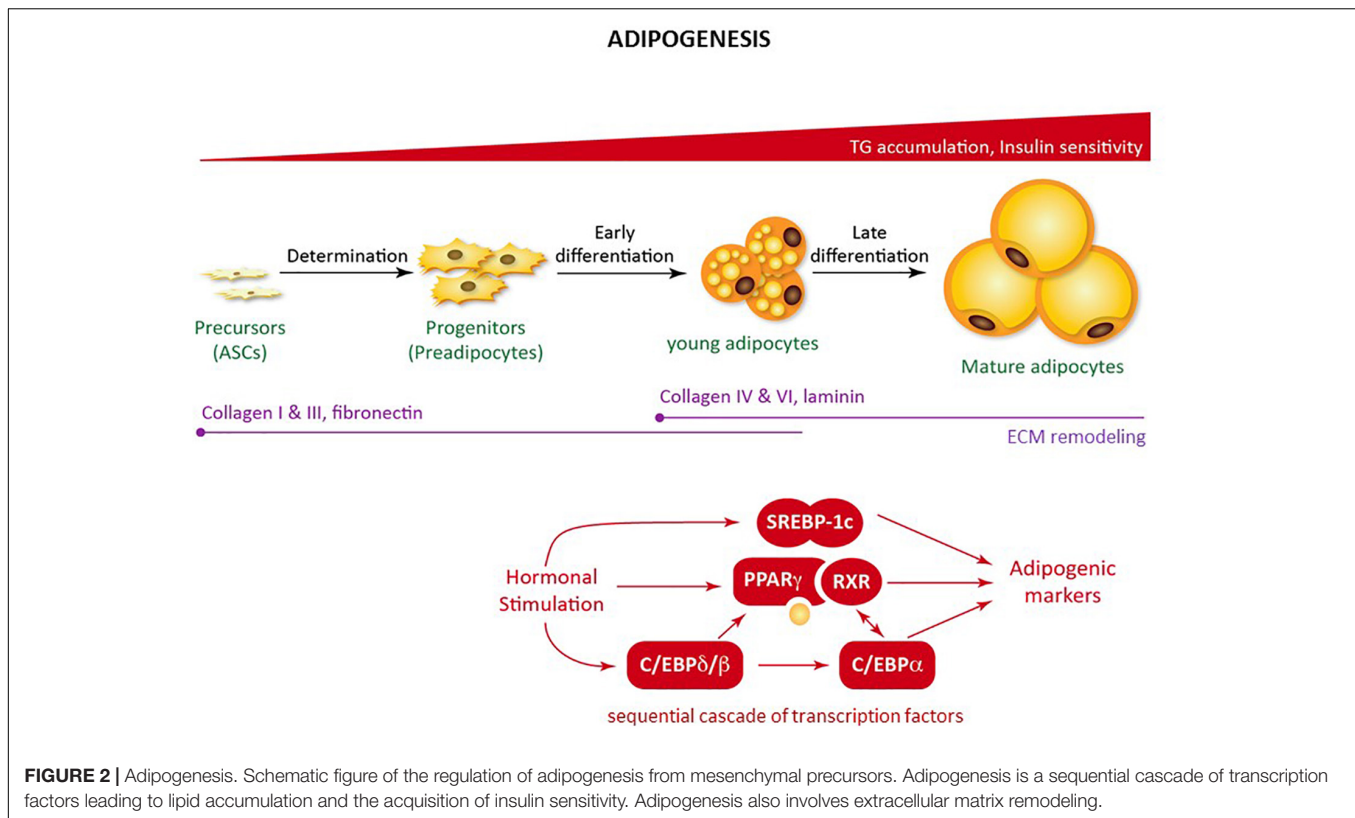 ADIPOGENESIS
TG accumulation, Insulin sensitivity
Determination
Early
differentiation
Late
differentiation
Precursors
(ASCs)
Progenitors
(Preadipocytes)
young adipocytes
Mature adipocytes
Collagen I & III, fibronectin
Collagen IV & VI, laminin
ECM remodeling
Hormonal
Stimulation
SREBP-1c
PPARγ
RXR
C/EBPδ/β
C/EBPα
Adipogenic
markers
sequential cascade of transcription factors
FIGURE 2 | Adipogenesis. Schematic figure of the regulation of adipogenesis from mesenchymal precursors. Adipogenesis is a sequential cascade of transcription
factors leading to lipid accumulation and the acquisition of insulin sensitivity. Adipogenesis also involves extracellular matrix remodeling.